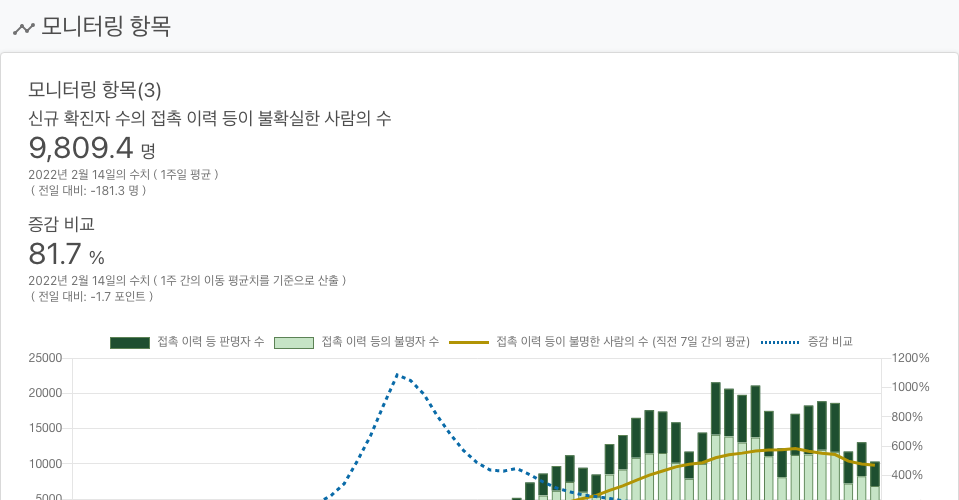 모니터링 항목
모니터링 항목(3)
신규 확진자 수의 접촉 이력 등이 불확실한 사람의 수
9,809.4 명
2022년 2월 14일의 수치 ( 1주일 평균 )
( 전일 대비: -181.3 명 )
증감 비교
81.7 %
2022년 2월 14일의 수치 ( 1주 간의 이동 평균치를 기준으로 산출 )
( 전일 대비: -1.7 포인트 )
접촉 이력 등 판명자 수 접촉 이력 등의 불명자 수 접촉 이력 등이 불명한 사람의 수 (직전 7일 간의 평균) 증감 비교
25000 1200%
20000 1000%
15000 800%
10000 600%
5000 400%